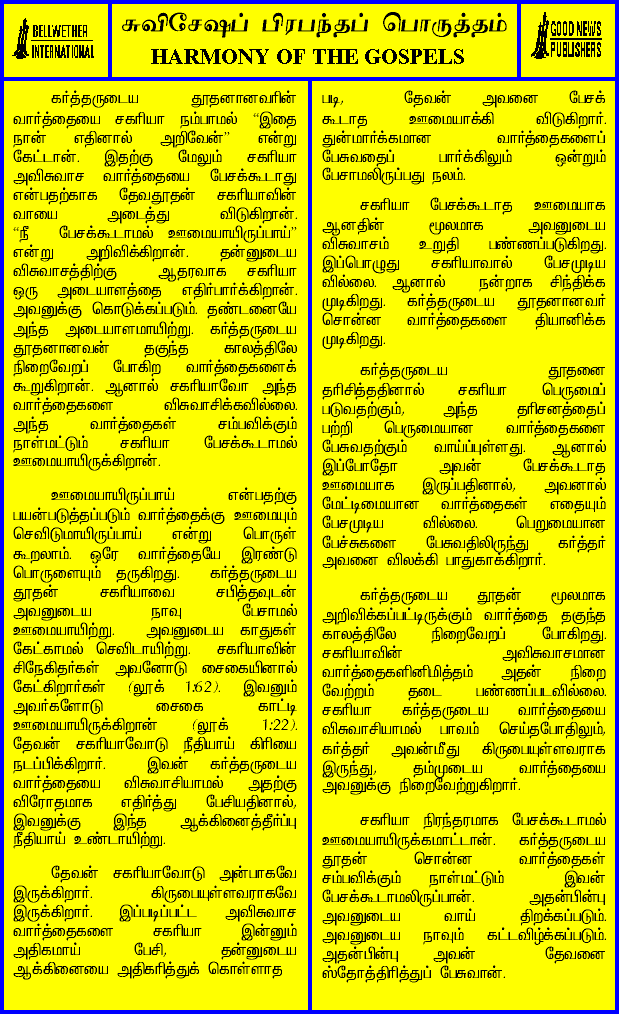 BELLWETHER
INTERNATIONAL
சுவிசேஷப் பிரபந்தப் பொருத்தம்
HARMONY OF THE GOSPELS
GOOD NEWS
PUBLISHERS
கர்த்தருடைய தூதனானவரின்
வார்த்தையை சகரியா நம்பாமல் “இதை
நான் எதினால் அறிவேன்” என்று
கேட்டான். இதற்கு மேலும் சகரியா
அவிசுவாச வார்த்தையை பேசக்கூடாது
என்பதற்காக தேவதூதன் சகரியாவின்
வாயை அடைத்து விடுகிறான்.
“நீ பேசக்கூடாமல் ஊமையாயிருப்பாய்”
என்று அறிவிக்கிறான். தன்னுடைய
விசுவாசத்திற்கு ஆதரவாக சகரியா
ஒரு அடையாளத்தை எதிர்பார்க்கிறான்.
அவனுக்கு கொடுக்கப்படும். தண்டனையே
அந்த அடையாளமாயிற்று. கர்த்தருடைய
தூதனானவன் தகுந்த காலத்திலே
நிறைவேறப் போகிற வார்த்தைகளைக்
கூறுகிறான். ஆனால் சகரியாவோ அந்த
வார்த்தைகளை விசுவாசிக்கவில்லை.
அந்த வார்த்தைகள் சம்பவிக்கும்
நாள்மட்டும் சகரியா பேசக்கூடாமல்
ஊமையாயிருக்கிறான்.
ஊமையாயிருப்பாய் என்பதற்கு
பயன்படுத்தப்படும் வார்த்தைக்கு ஊமையும்
செவிடுமாயிருப்பாய் என்று பொருள்
கூறலாம். ஒரே வார்த்தையே இரண்டு
பொருளையும் தருகிறது. கர்த்தருடைய
தூதன் சகரியாவை சபித்தவுடன்
அவனுடைய நாவு பேசாமல்
ஊமையாயிற்று. அவனுடைய காதுகள்
கேட்காமல் செவிடாயிற்று. சகரியாவின்
சிநேகிதர்கள் அவனோடு சைகையினால்
கேட்கிறார்கள் (லூக் 1:62). இவனும்
அவர்களோடு சைகை காட்டி
ஊமையாயிருக்கிறான் (லூக் 1:22).
தேவன் சகரியாவோடு நீதியாய் கிரியை
நடப்பிக்கிறார். இவன் கர்த்தருடைய
வார்த்தையை விசுவாசியாமல் அதற்கு
விரோதமாக எதிர்த்து பேசியதினால்,
இவனுக்கு இந்த ஆக்கினைத்தீர்ப்பு
நீதியாய் உண்டாயிற்று.
தேவன் சகரியாவோடு அன்பாகவே
இருக்கிறார். கிருபையுள்ளவராகவே
இருக்கிறார். இப்படிப்பட்ட அவிசுவாச
வார்த்தைகளை சகரியா இன்னும்
அதிகமாய் பேசி, தன்னுடைய
ஆக்கினையை அதிகரித்துக் கொள்ளாத
படி, தேவன் அவனை பேசக்
கூடாத ஊமையாக்கி விடுகிறார்.
துன்மார்க்கமான வார்த்தைகளைப்
பேசுவதைப் பார்க்கிலும் ஒன்றும்
பேசாமலிருப்பது நலம்.
சகரியா பேசக்கூடாத ஊமையாக
ஆனதின் மூலமாக அவனுடைய
விசுவாசம் உறுதி பண்ணப்படுகிறது.
இப்பொழுது சகரியாவால் பேசமுடிய
வில்லை. ஆனால் நன்றாக சிந்திக்க
முடிகிறது. கர்த்தருடைய தூதனானவர்
சொன்ன வார்த்தைகளை தியானிக்க
முடிகிறது.
கர்த்தருடைய தூதனை
தரிசித்ததினால் சகரியா பெருமைப்
படுவதற்கும், அந்த தரிசனத்தைப்
பற்றி பெருமையான வார்த்தைகளை
பேசுவதற்கும் வாய்ப்புள்ளது. ஆனால்
இப்போதோ அவன் பேசக்கூடாத
ஊமையாக இருப்பதினால், அவனால்
மேட்டிமையான வார்த்தைகள் எதையும்
பேசமுடிய வில்லை. பெறுமையான
பேச்சுகளை பேசுவதிலிருந்து கர்த்தர்
அவனை விலக்கி பாதுகாக்கிறார்.
கர்த்தருடைய தூதன் மூலமாக
அறிவிக்கப்பட்டிருக்கும் வார்த்தை தகுந்த
காலத்திலே நிறைவேறப் போகிறது.
சகரியாவின் அவிசுவாசமான
வார்த்தைகளினிமித்தம் அதன் நிறை
வேற்றம் தடை பண்ணப்படவில்லை.
சகரியா கர்த்தருடைய வார்த்தையை
விசுவாசியாமல் பாவம் செய்தபோதிலும்,
கர்த்தர் அவன்மீது கிருபையுள்ளவராக
இருந்து, தம்முடைய வார்த்தையை
அவனுக்கு நிறைவேற்றுகிறார்.
சகரியா நிரந்தரமாக பேசக்கூடாமல்
ஊமையாயிருக்கமாட்டான். கர்த்தருடைய
தூதன் சொன்ன வார்த்தைகள்
சம்பவிக்கும் நாள்மட்டும் இவன்
பேசக்கூடாமலிருப்பான். அதன்பின்பு
அவனுடைய வாய் திறக்கப்படும்.
அவனுடைய நாவும் கட்டவிழ்க்கப்படும்.
அதன்பின்பு அவன் தேவனை
ஸ்தோத்திரித்துப் பேசுவான்.